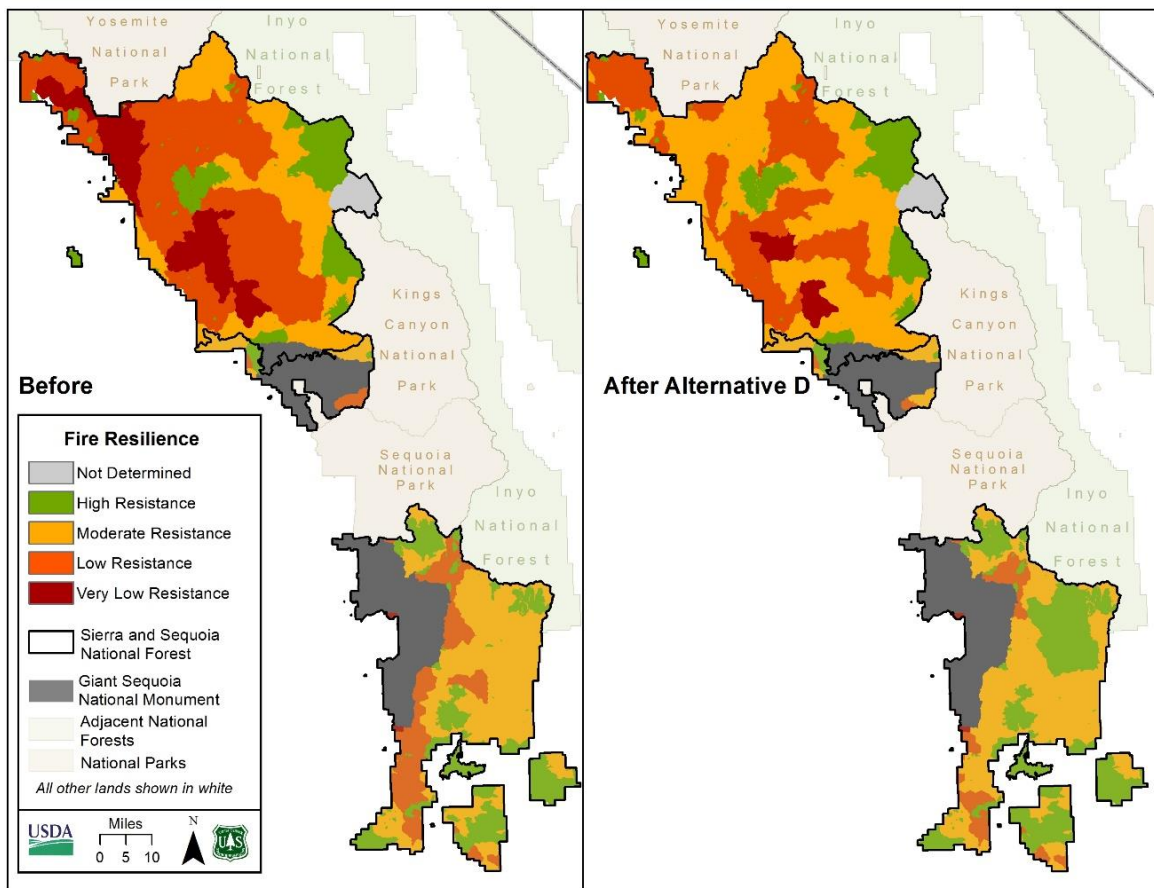 Yosemite
National
Park
Inyo
National
Forest
Kings
Canyon
National
Park
Before
Sequoia
National
Park
Inyo
National
Forest
Fire Resilience
Not Determined
High Resistance
Moderate Resistance
Low Resistance
Very Low Resistance
Sierra and Sequoia
National Forest
Giant Sequoia
National Monument
Adjacent National
Forests
National Parks
All other lands shown in white
USDA
Miles
0 5 10
N
U S
Yosemite
National
Park
Inyo
National
Forest
Kings
Canyon
National
Park
After Alternative D
Sequoia
National
Park
Inyo
National
Forest